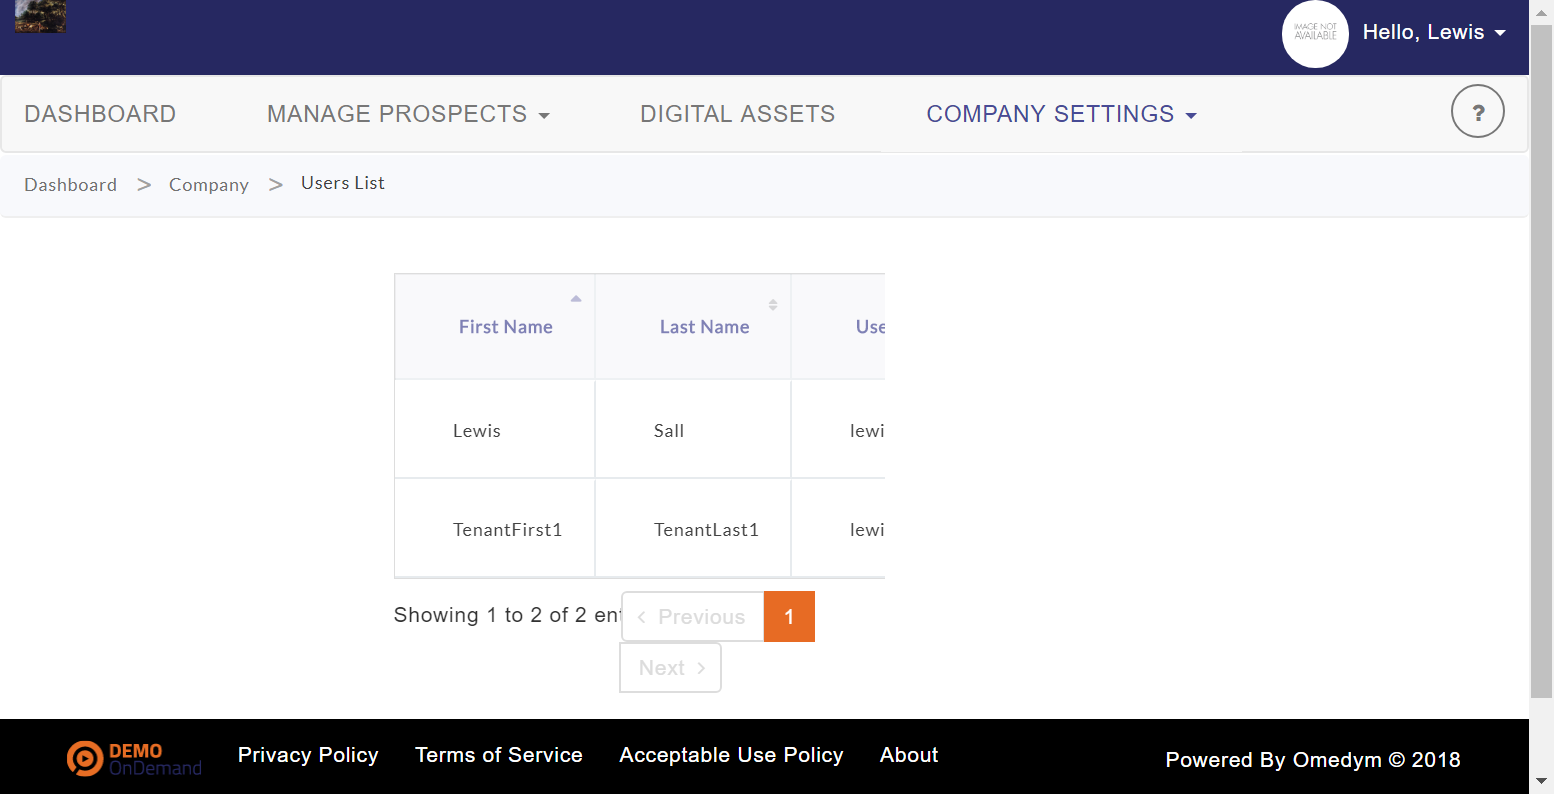 IMAGE NOT
AVAILABLE
Hello, Lewis
DASHBOARD MANAGE PROSPECTS DIGITAL ASSETS COMPANY SETTINGS ?
Dashboard > Company > Users List
First Name Last Name Use
Lewis Sall lewi
TenantFirst1 TenantLast1 lewi
Showing 1 to 2 of 2 ent
‹ Previous 1
Next ›
DEMO
OnDemand
Privacy Policy Terms of Service Acceptable Use Policy About
Powered By Omedym © 2018